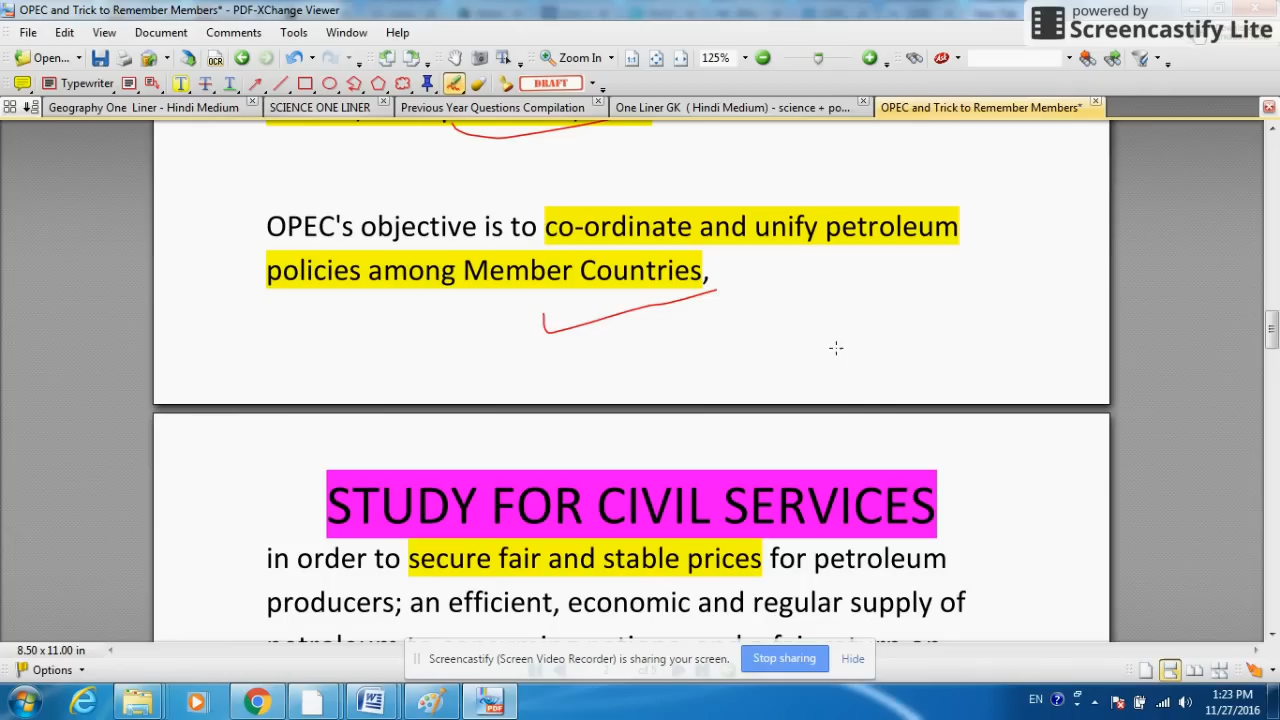 OPEC and Trick to Remember Members* - PDF-XChange Viewer
powered by
Screencastify Lite
File Edit View Document Comments Tools Window Help
Open... OCR Zoom In 125%
Typewriter DRAFT
Geography One Liner - Hindi Medium SCIENCE ONE LINER Previous Year Questions Compilation One Liner GK ( Hindi Medium) - science + po... OPEC and Trick to Remember Members*
OPEC's objective is to co-ordinate and unify petroleum
policies among Member Countries,
STUDY FOR CIVIL SERVICES
in order to secure fair and stable prices for petroleum
producers; an efficient, economic and regular supply of
8.50 x 11.00 in
Screencastify (Screen Video Recorder) is sharing your screen. Stop sharing Hide
Options
EN 1:23 PM
11/27/2016